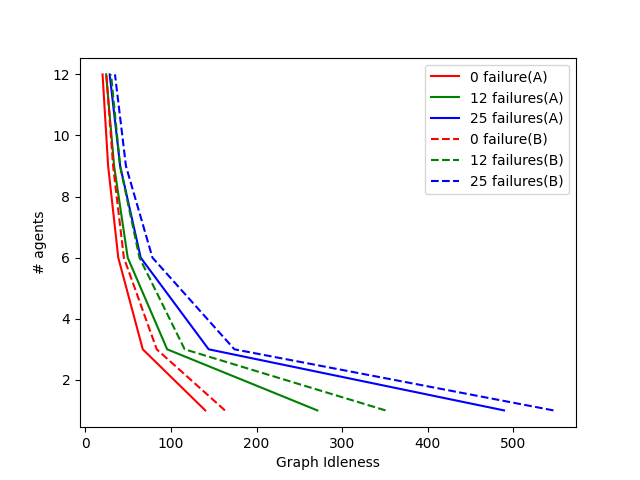 12
10
8
6
4
2
# agents
0 failure(A)
12 failures(A)
25 failures(A)
0 failure(B)
12 failures(B)
25 failures(B)
0 100 200 300 400 500
Graph Idleness